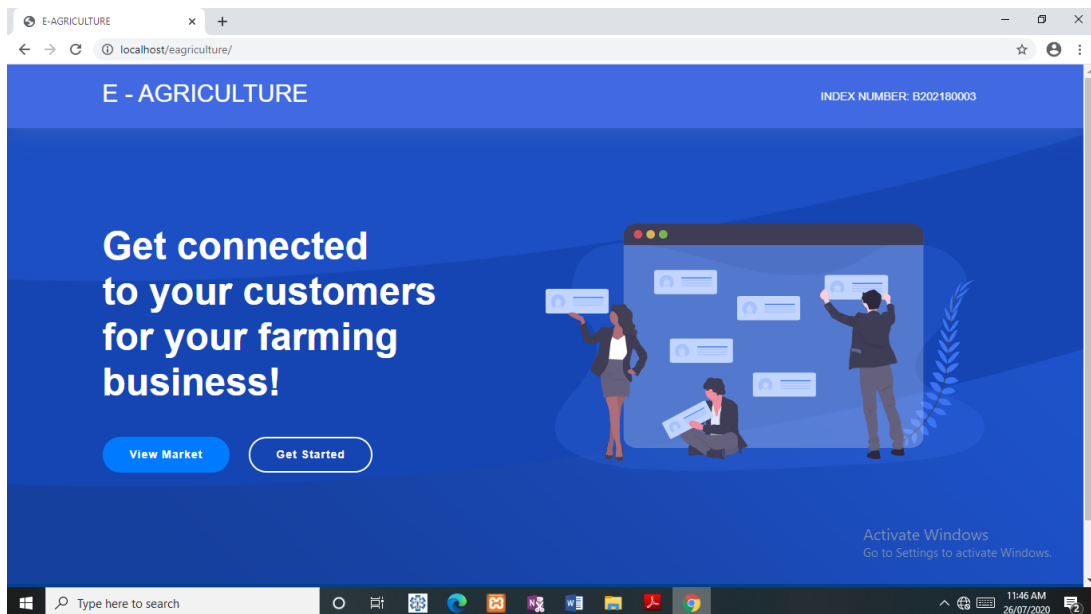 E-AGRICULTURE
localhost/eagriculture/
E - AGRICULTURE
INDEX NUMBER: B202180003
Get connected
to your customers
for your farming
business!
View Market
Get Started
Activate Windows
Go to Settings to activate Windows.
Type here to search
11:46 AM
26/07/2020